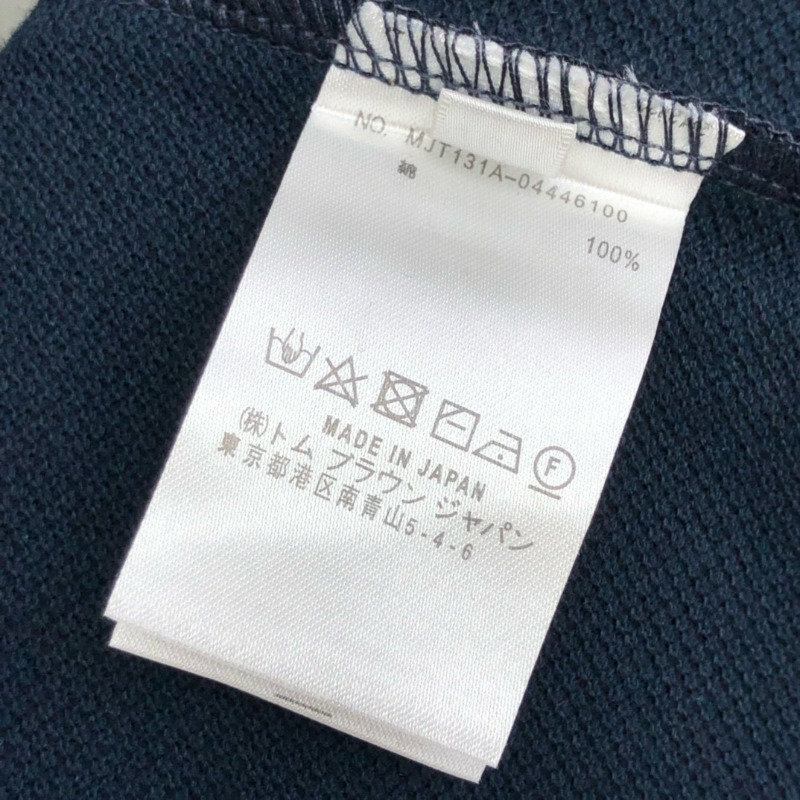 NO. MJT131A-04446100
綿 100%
F
MADE IN JAPAN
(株)トム ブラウン ジャパン
東京都港区南青山5-4-6